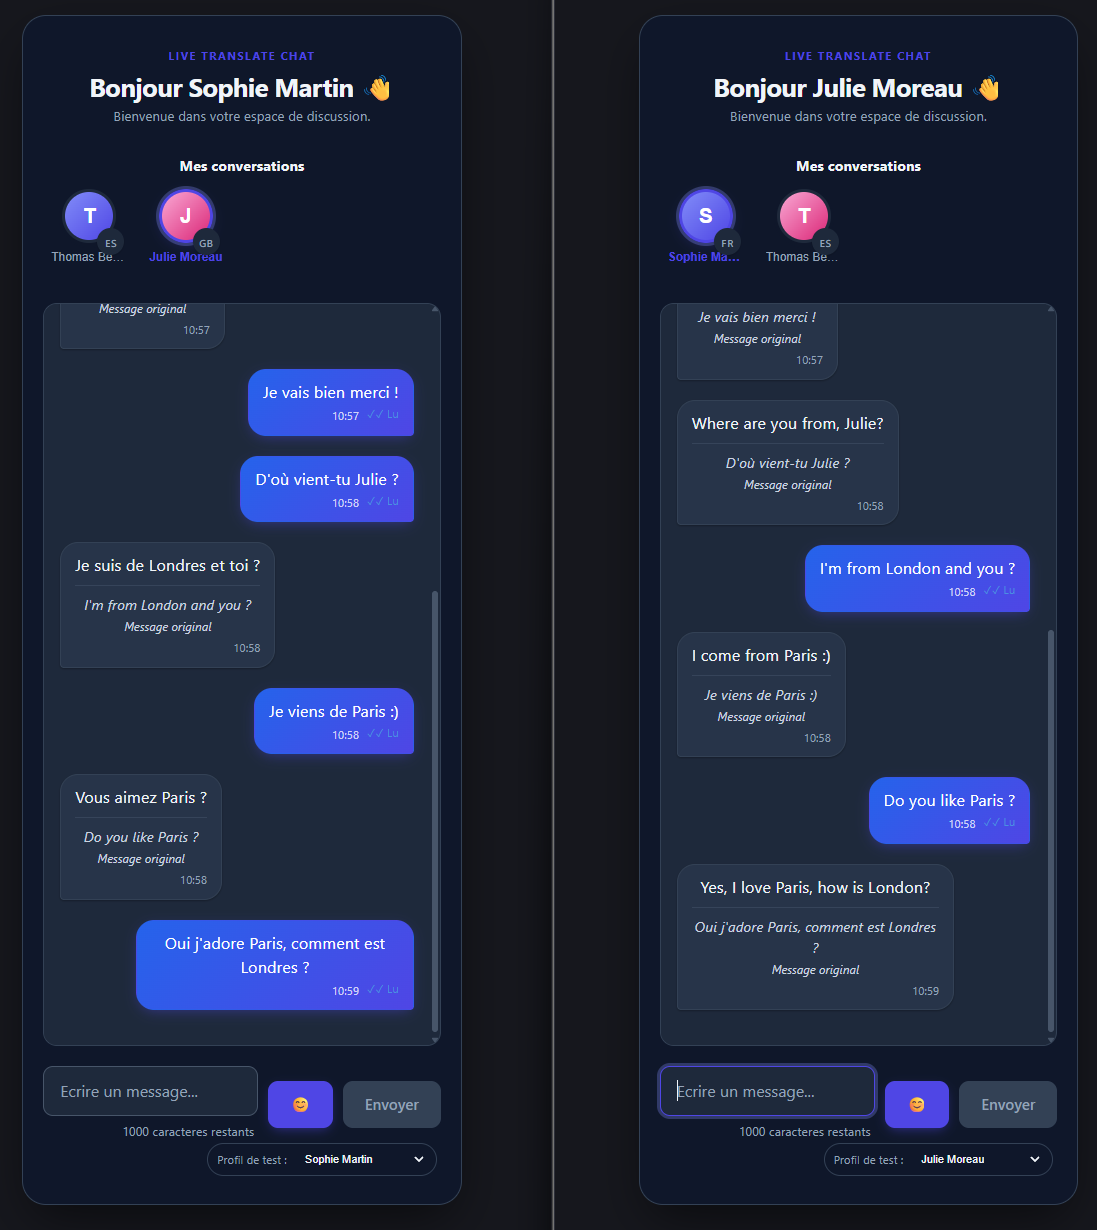 LIVE TRANSLATE CHAT
Bonjour Sophie Martin 👋
Bienvenue dans votre espace de discussion.
Mes conversations
T
ES
Thomas Be...
J
GB
Julie Moreau
Message original
10:57
Je vais bien merci !
10:57 ✓✓ Lu
D'où vient-tu Julie ?
10:58 ✓✓ Lu
Je suis de Londres et toi ?
I'm from London and you ?
Message original
10:58
Je viens de Paris :)
10:58 ✓✓ Lu
Vous aimez Paris ?
Do you like Paris ?
Message original
10:58
Oui j'adore Paris, comment est
Londres ?
10:59 ✓✓ Lu
Ecrire un message...
😊
Envoyer
1000 caracteres restants
Profil de test : Sophie Martin
LIVE TRANSLATE CHAT
Bonjour Julie Moreau 👋
Bienvenue dans votre espace de discussion.
Mes conversations
S
FR
Sophie Ma...
T
ES
Thomas Be...
Je vais bien merci !
Message original
10:57
Where are you from, Julie?
D'où vient-tu Julie ?
Message original
10:58
I'm from London and you ?
10:58 ✓✓ Lu
I come from Paris :)
Je viens de Paris :)
Message original
10:58
Do you like Paris ?
10:58 ✓✓ Lu
Yes, I love Paris, how is London?
Oui j'adore Paris, comment est Londres
?
Message original
10:59
Ecrire un message...
😊
Envoyer
1000 caracteres restants
Profil de test : Julie Moreau